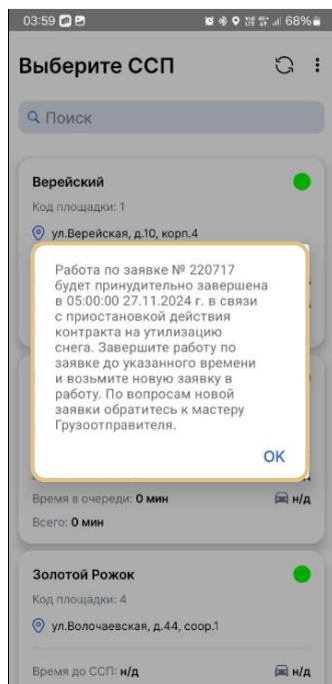 03:59 68%
Выберите ССП
Поиск
Верейский
Код площадки: 1
ул.Верейская, д.10, корп.4
Работа по заявке № 220717
будет принудительно завершена
в 05:00:00 27.11.2024 г. в связи
с приостановкой действия
контракта на утилизацию
снега. Завершите работу по
заявке до указанного времени
и возьмите новую заявку в
работу. По вопросам новой
заявки обратитесь к мастеру
Грузоотправителя.
OK
Время в очереди: 0 мин н/д
Всего: 0 мин
Золотой Рожок
Код площадки: 4
ул.Волочаевская, д.44, соор.1
Время до ССП: н/д н/д